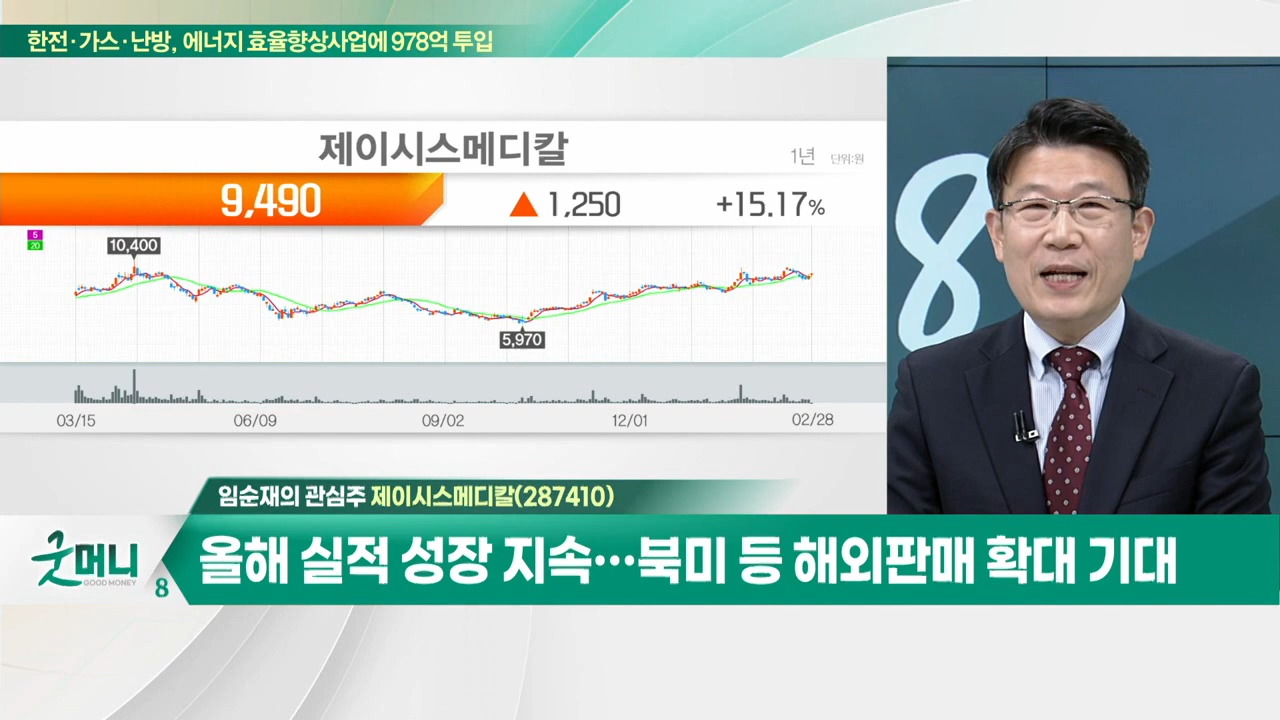 한전·가스·난방, 에너지 효율향상사업에 978억 투입
제이시스메디칼
1년 단위:원
9,490 ▲ 1,250 +15.17%
5
20
10,400
5,970
03/15 06/09 09/02 12/01 02/28
8
임순재의 관심주 제이시스메디칼(287410)
굿머니
GOOD MONEY
8
올해 실적 성장 지속…북미 등 해외판매 확대 기대